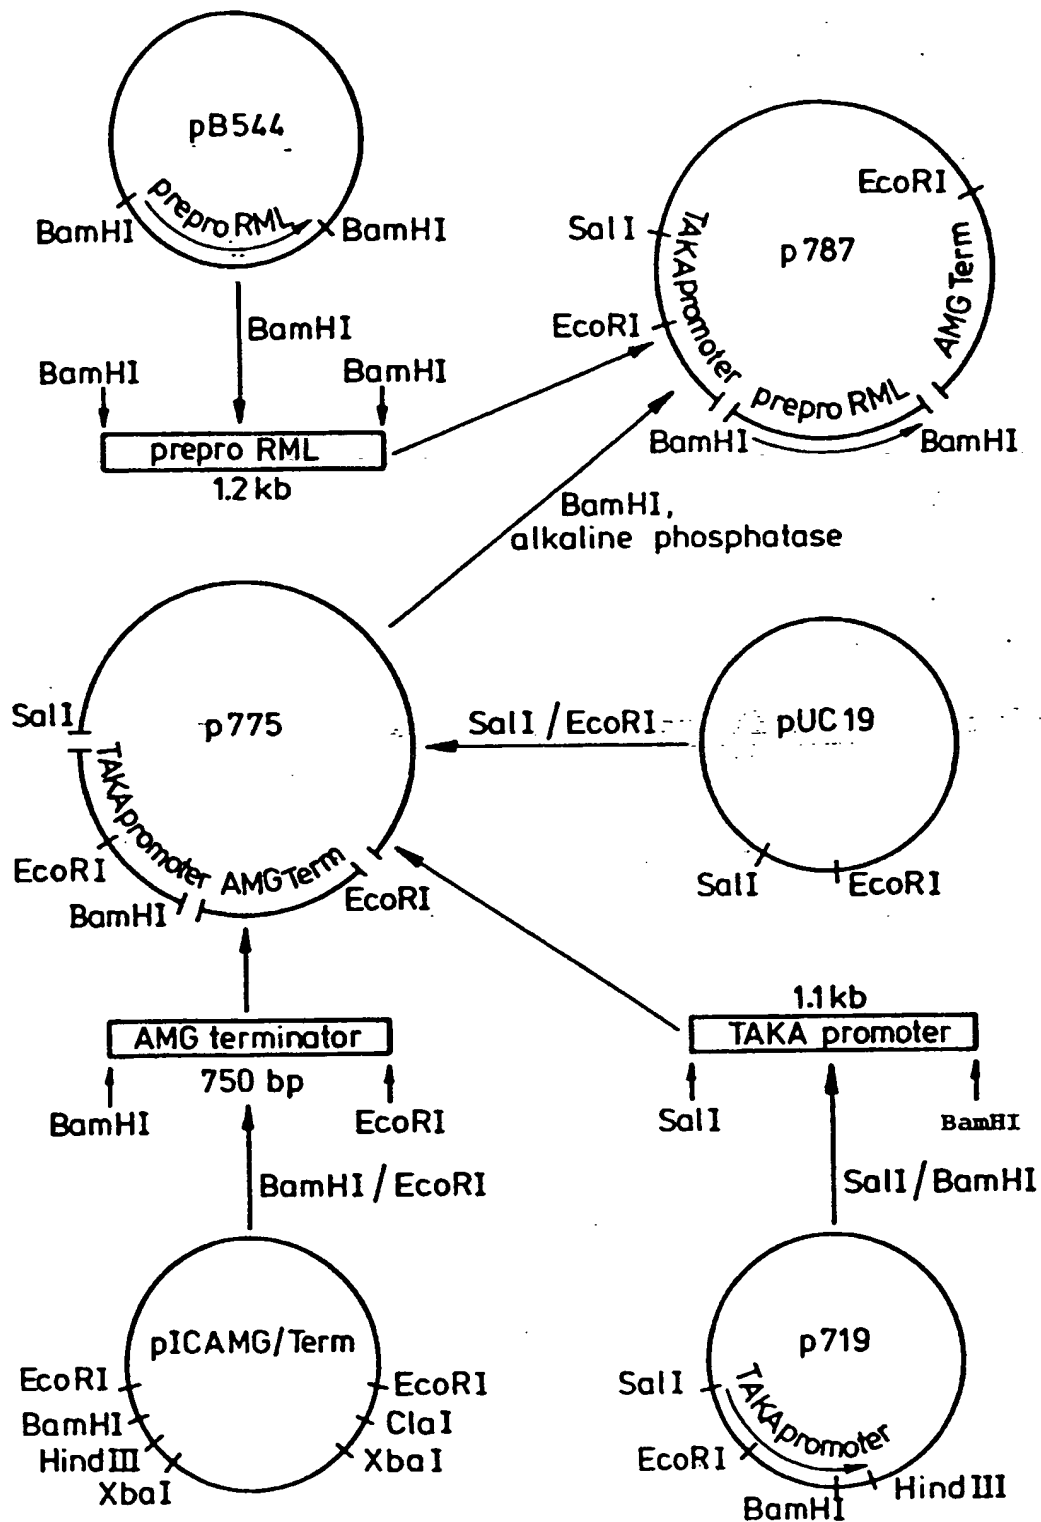 pB544
prepro RML
BamHI
BamHI
BamHI
BamHI
BamHI
prepro RML
1.2 kb
p787
EcoRI
SalI
TAKApromoter
AMG Term
EcoRI
prepro RML
BamHI
BamHI
BamHI,
alkaline phosphatase
p775
SalI
TAKApromoter
AMGTerm
EcoRI
BamHI
EcoRI
SalI /EcoRI
pUC19
SalI
EcoRI
AMG terminator
750 bp
BamHI
EcoRI
BamHI/EcoRI
1.1 kb
TAKA promoter
SalI
BamHI
SalI/BamHI
pICAMG/Term
EcoRI
BamHI
HindIII
XbaI
EcoRI
ClaI
XbaI
p719
SalI
TAKApromoter
EcoRI
BamHI
HindIII